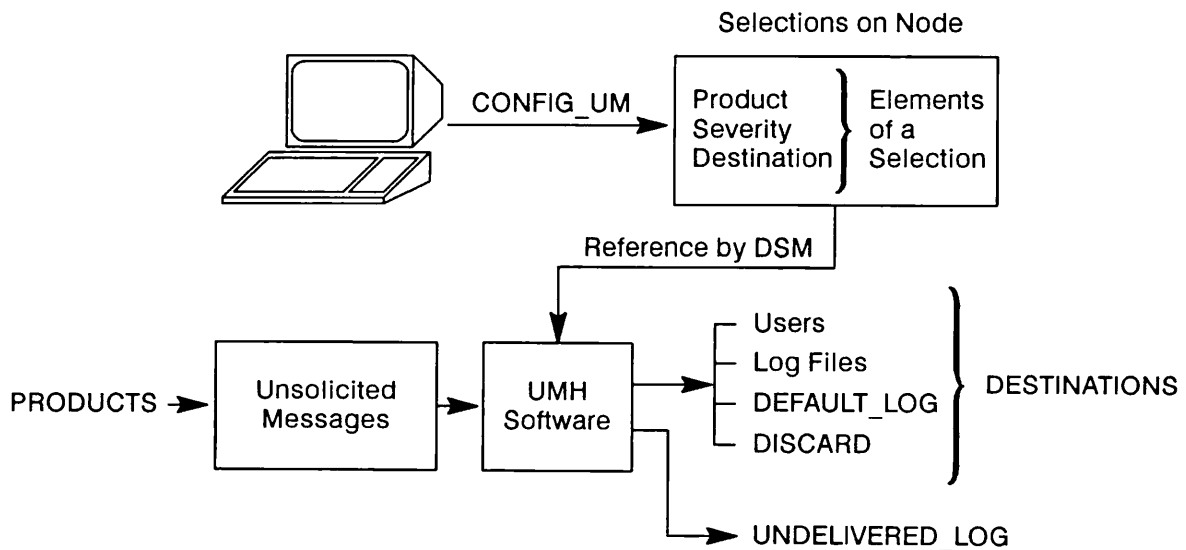 Selections on Node
CONFIG_UM
Product
Severity
Destination
Elements
of a
Selection
Reference by DSM
PRODUCTS
Unsolicited
Messages
UMH
Software
Users
Log Files
DEFAULT_LOG
DISCARD
DESTINATIONS
UNDELIVERED_LOG